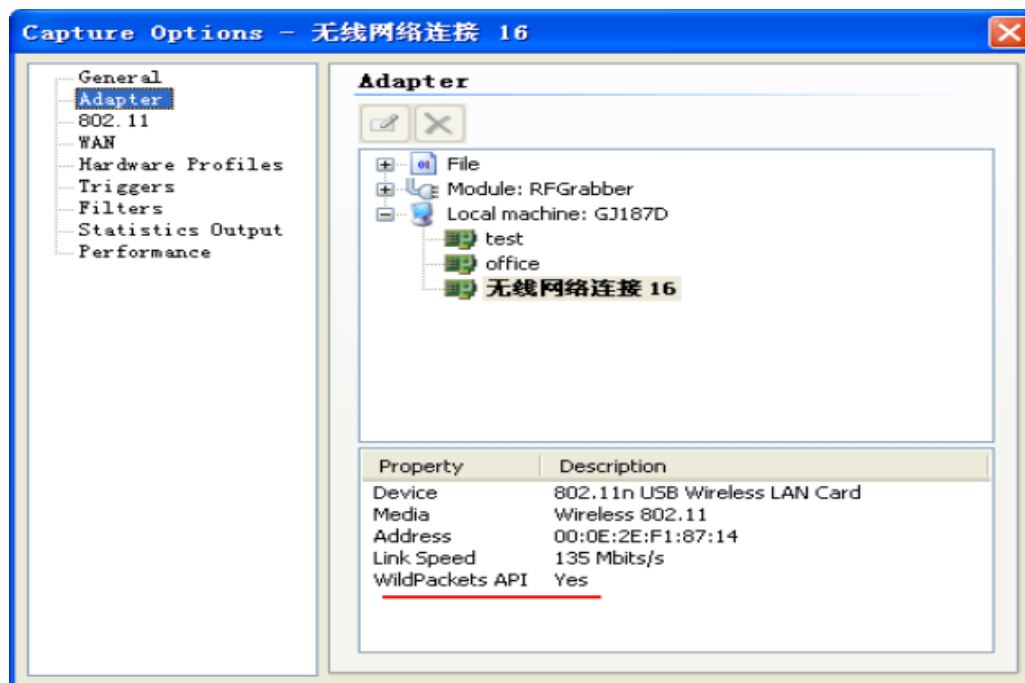 Capture Options - 无线网络连接 16
General
Adapter
802.11
WAN
Hardware Profiles
Triggers
Filters
Statistics Output
Performance
Adapter
File
Module: RFGrabber
Local machine: GJ187D
test
office
无线网络连接 16
Property Description
Device 802.11n USB Wireless LAN Card
Media Wireless 802.11
Address 00:0E:2E:F1:87:14
Link Speed 135 Mbits/s
WildPackets API Yes